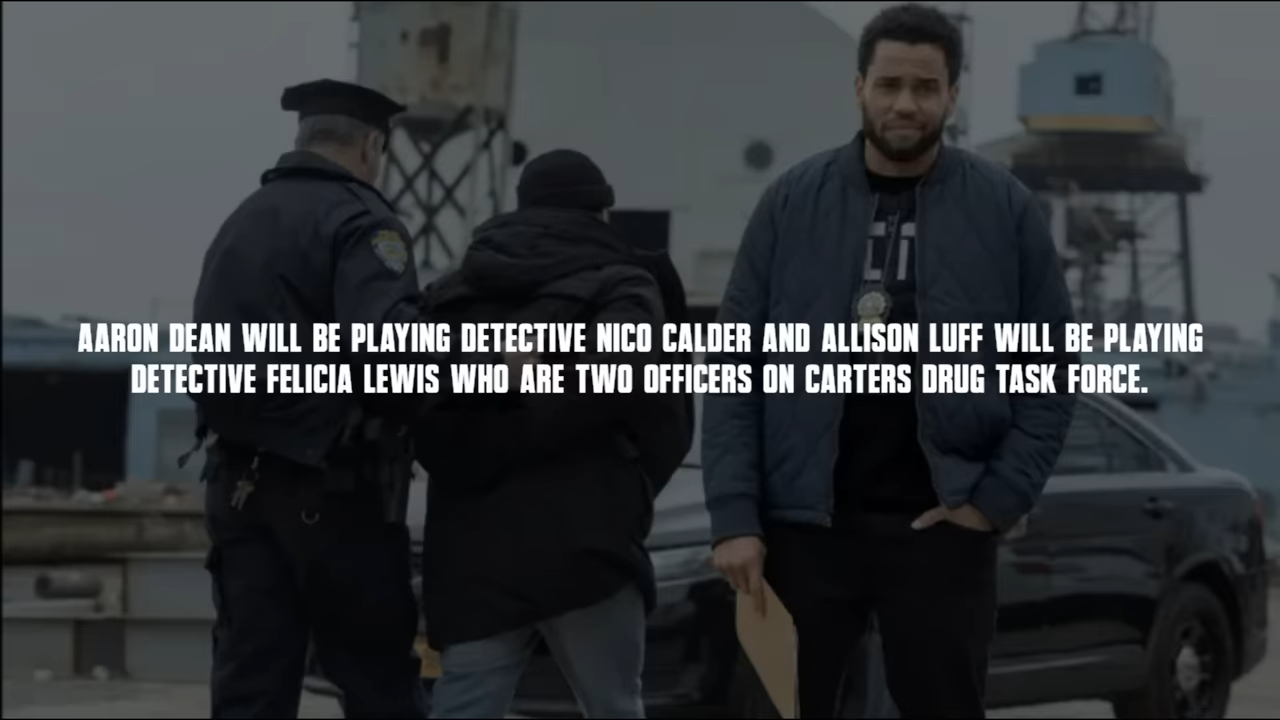 AARON DEAN WILL BE PLAYING DETECTIVE NICO CALDER AND ALLISON LUFF WILL BE PLAYING
DETECTIVE FELICIA LEWIS WHO ARE TWO OFFICERS ON CARTERS DRUG TASK FORCE.